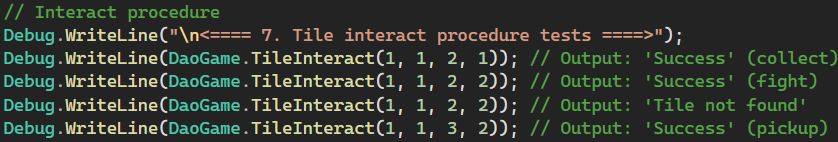 // Interact procedure
Debug.WriteLine("\n<==== 7. Tile interact procedure tests ====>");
Debug.WriteLine(DaoGame.TileInteract(1, 1, 2, 1)); // Output: 'Success' (collect)
Debug.WriteLine(DaoGame.TileInteract(1, 1, 2, 2)); // Output: 'Success' (fight)
Debug.WriteLine(DaoGame.TileInteract(1, 1, 2, 2)); // Output: 'Tile not found'
Debug.WriteLine(DaoGame.TileInteract(1, 1, 3, 2)); // Output: 'Success' (pickup)